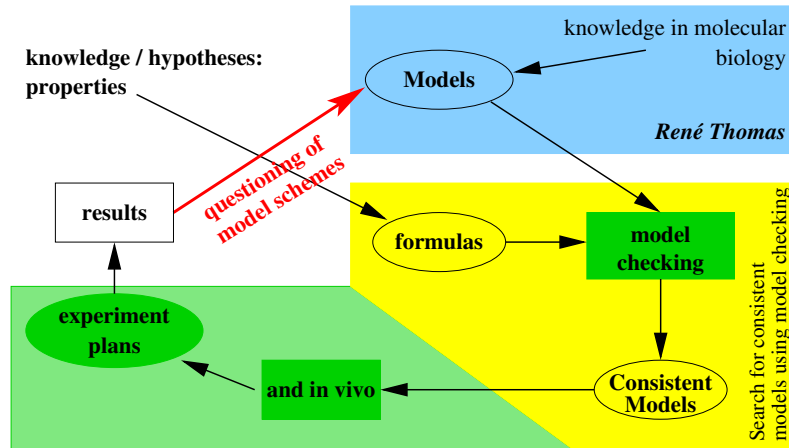 knowledge in molecular
biology
knowledge / hypotheses:
properties
Models
René Thomas
questioning of
model schemes
results
formulas
model
checking
Search for consistent
models using model checking
experiment
plans
and in vivo
Consistent
Models